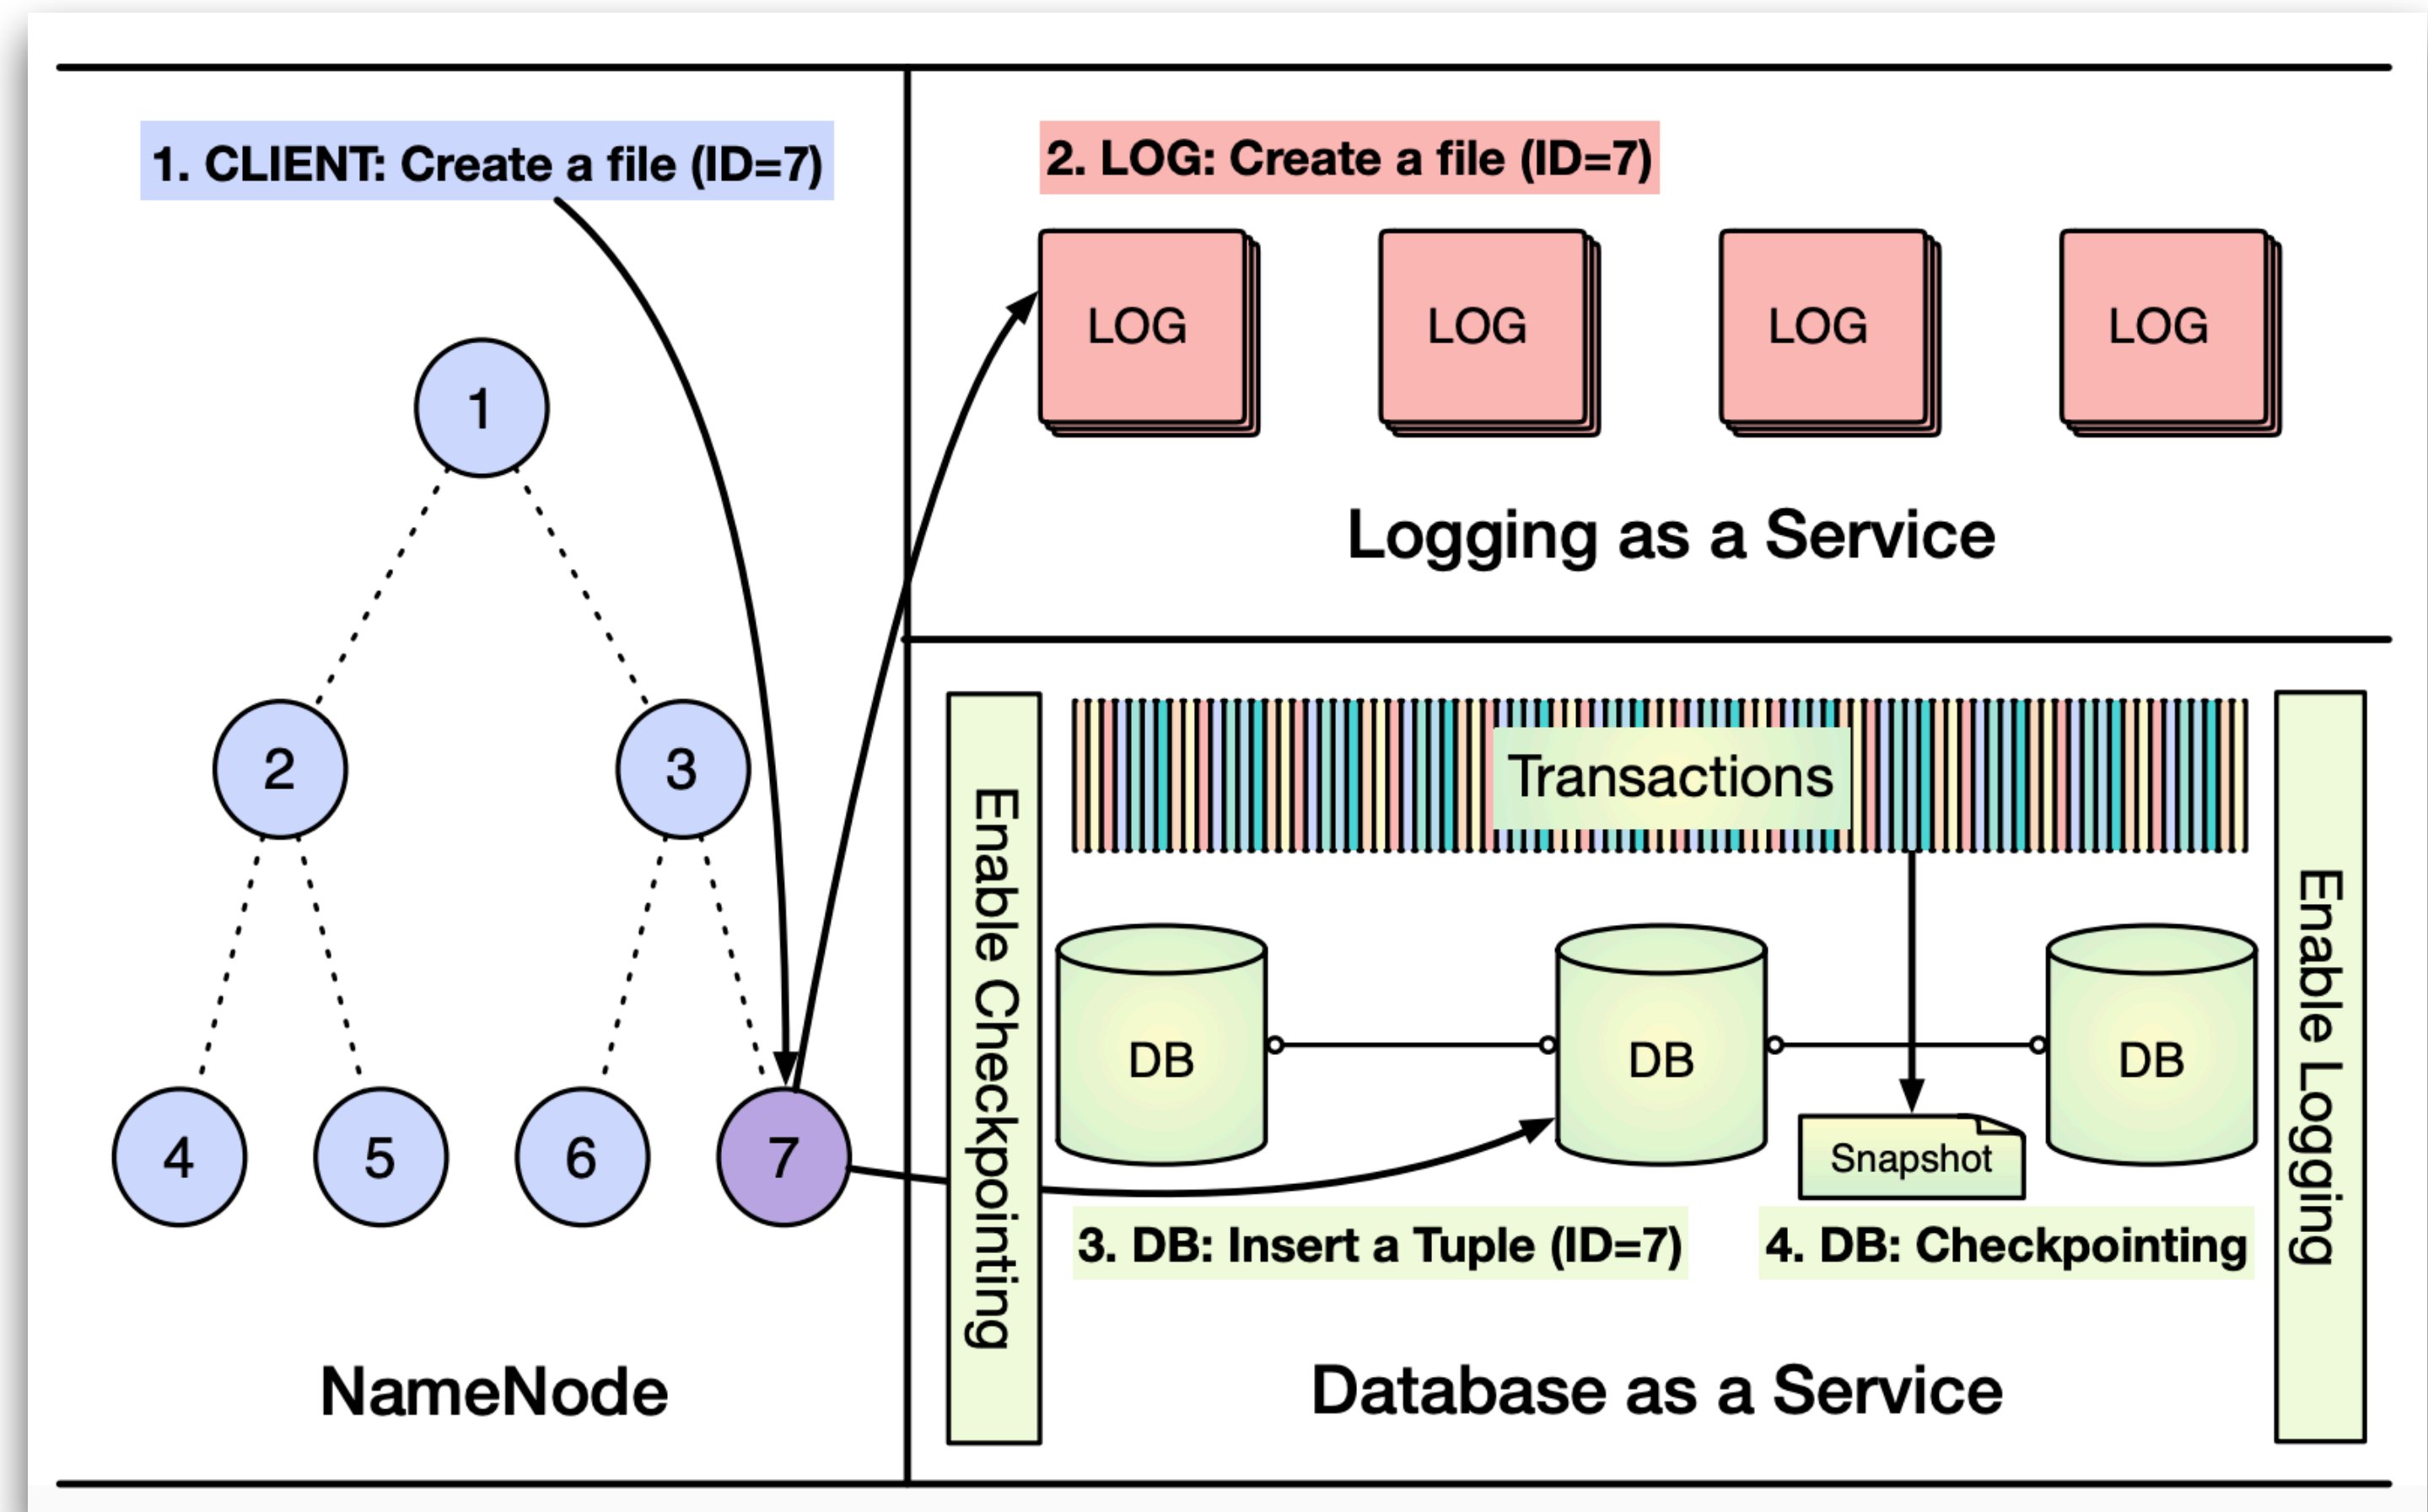 1. CLIENT: Create a file (ID=7)
1
2
3
4
5
6
7
NameNode
2. LOG: Create a file (ID=7)
LOG
LOG
LOG
LOG
Logging as a Service
Enable Checkpointing
Transactions
DB
DB
DB
Snapshot
3. DB: Insert a Tuple (ID=7)
4. DB: Checkpointing
Database as a Service
Enable Logging